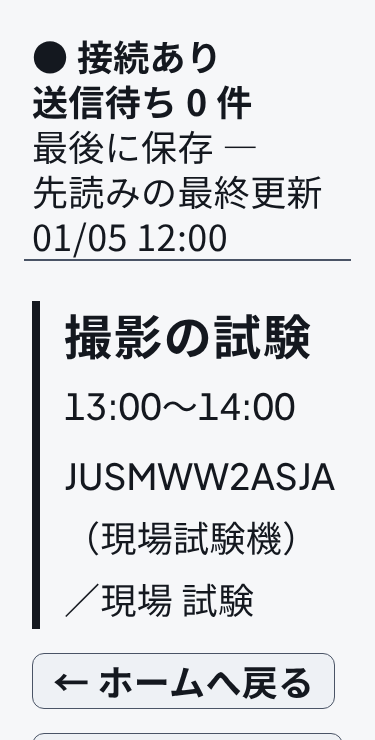 ● 接続あり
送信待ち 0 件
最後に保存 —
先読みの最終更新
01/05 12:00
撮影の試験
13:00〜14:00
JUSMWW2ASJA
（現場試験機）
／現場 試験
← ホームへ戻る